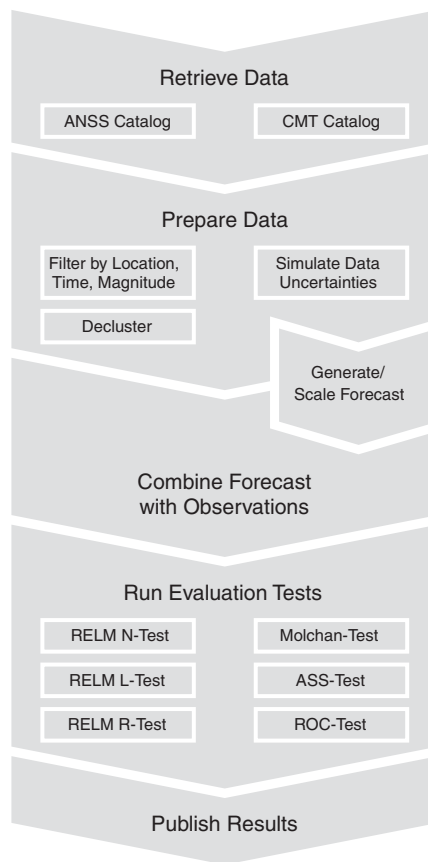 Retrieve Data
ANSS Catalog
CMT Catalog
Prepare Data
Filter by Location,
Time, Magnitude
Simulate Data
Uncertainties
Decluster
Generate/
Scale Forecast
Combine Forecast
with Observations
Run Evaluation Tests
RELM N-Test
Molchan-Test
RELM L-Test
ASS-Test
RELM R-Test
ROC-Test
Publish Results